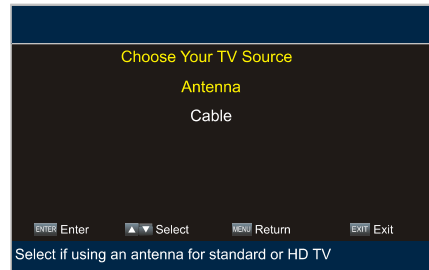 Choose Your TV Source
Antenna
Cable
ENTER Enter ▲ ▼ Select MENU Return EXIT Exit
Select if using an antenna for standard or HD TV